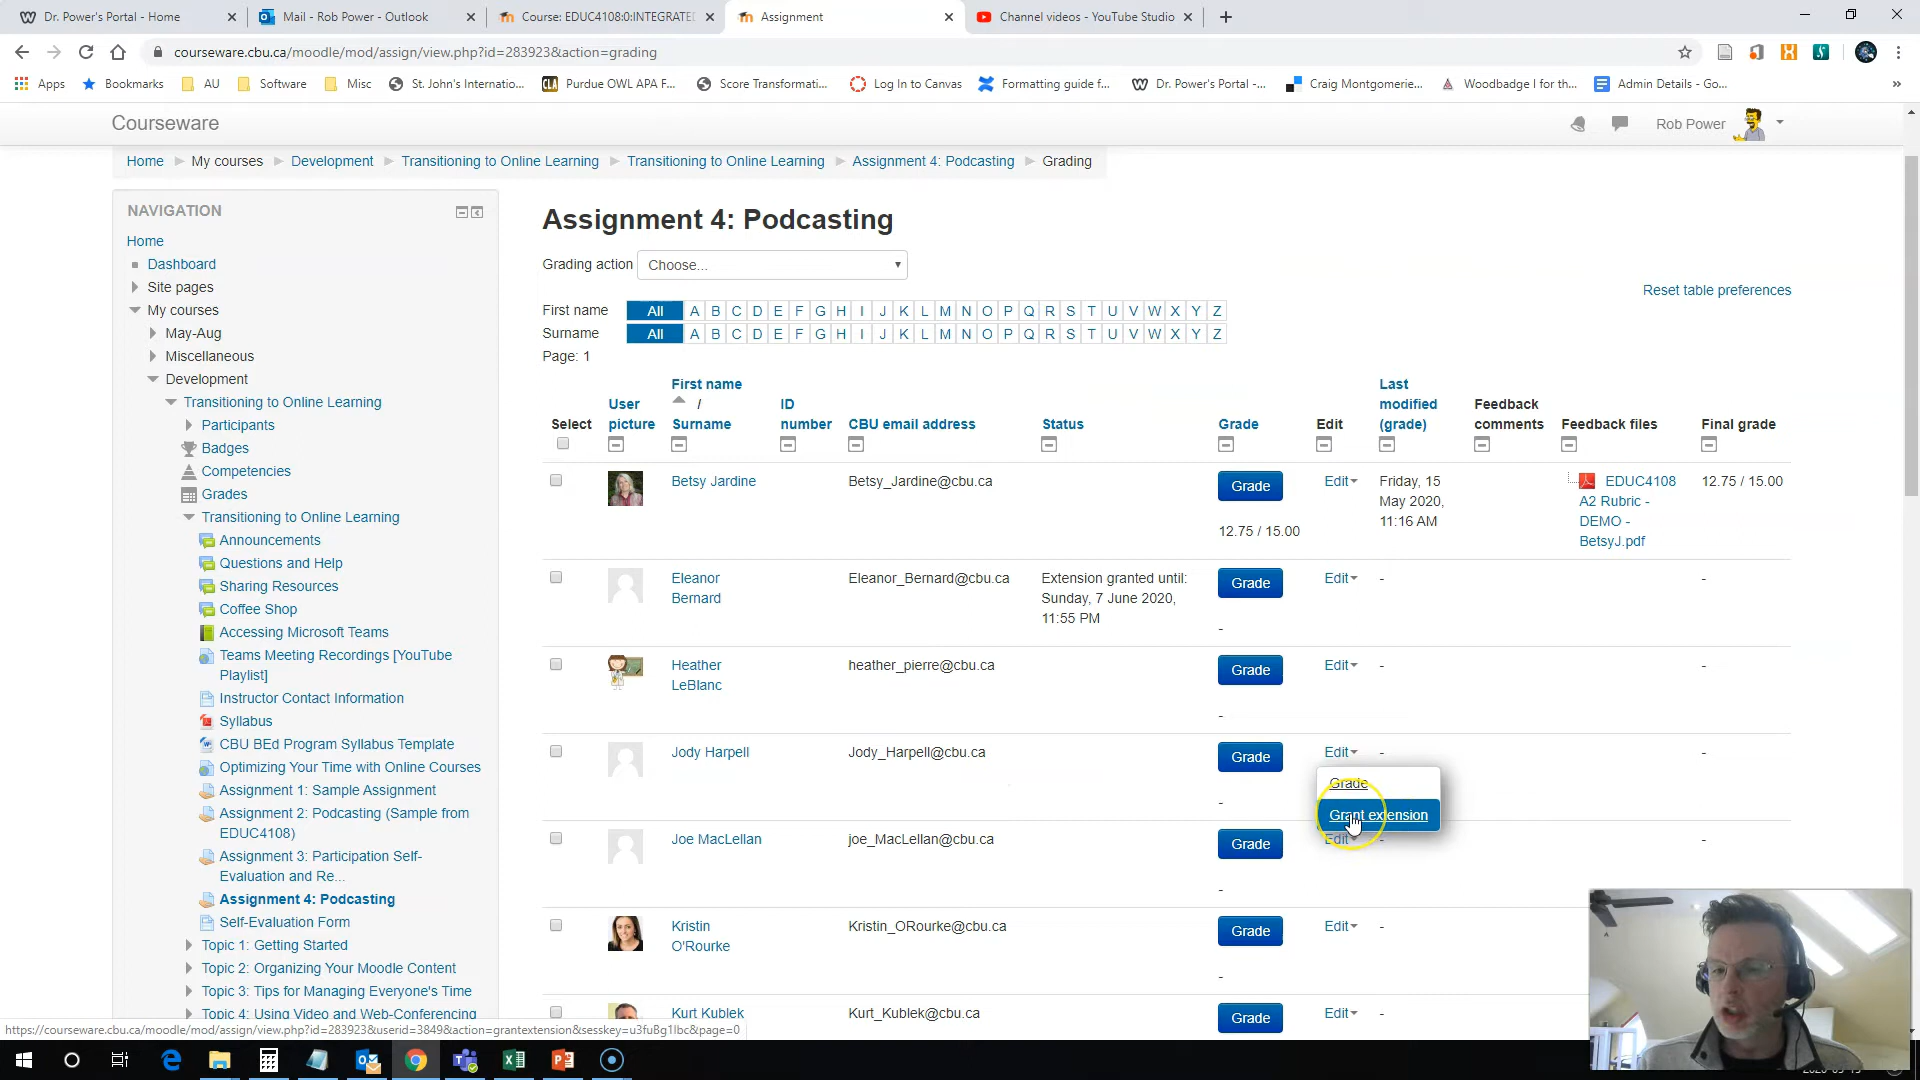 Dr. Power's Portal - Home
Mail - Rob Power - Outlook
Course: EDUC4108:0:INTEGRATED
Assignment
Channel videos - YouTube Studio
courseware.cbu.ca/moodle/mod/assign/view.php?id=283923&action=grading
Apps
Bookmarks
AU
Software
Misc
St. John's Internatio...
Purdue OWL APA F...
Score Transformati...
Log In to Canvas
Formatting guide f...
Dr. Power's Portal -...
Craig Montgomerie...
Woodbadge I for th...
Admin Details - Go...
Courseware
Rob Power
Home My courses Development Transitioning to Online Learning Transitioning to Online Learning Assignment 4: Podcasting Grading
NAVIGATION
Home
Dashboard
Site pages
My courses
May-Aug
Miscellaneous
Development
Transitioning to Online Learning
Participants
Badges
Competencies
Grades
Transitioning to Online Learning
Announcements
Questions and Help
Sharing Resources
Coffee Shop
Accessing Microsoft Teams
Teams Meeting Recordings [YouTube
Playlist]
Instructor Contact Information
Syllabus
CBU BEd Program Syllabus Template
Optimizing Your Time with Online Courses
Assignment 1: Sample Assignment
Assignment 2: Podcasting (Sample from
EDUC4108)
Assignment 3: Participation Self-
Evaluation and Re...
Assignment 4: Podcasting
Self-Evaluation Form
Topic 1: Getting Started
Topic 2: Organizing Your Moodle Content
Topic 3: Tips for Managing Everyone's Time
Topic 4: Using Video and Web-Conferencing
Assignment 4: Podcasting
Grading action Choose...
Reset table preferences
First name All A B C D E F G H I J K L M N O P Q R S T U V W X Y Z
Surname All A B C D E F G H I J K L M N O P Q R S T U V W X Y Z
Page: 1
Select
User
picture
First name
/
Surname
ID
number
CBU email address
Status
Grade
Edit
Last
modified
(grade)
Feedback
comments
Feedback files
Final grade
Betsy Jardine
Betsy_Jardine@cbu.ca
Grade
12.75 / 15.00
Edit
Friday, 15
May 2020,
11:16 AM
EDUC4108
A2 Rubric -
DEMO -
BetsyJ.pdf
12.75 / 15.00
Eleanor
Bernard
Eleanor_Bernard@cbu.ca
Extension granted until:
Sunday, 7 June 2020,
11:55 PM
Grade
-
Edit
-
-
Heather
LeBlanc
heather_pierre@cbu.ca
Grade
-
Edit
-
-
Jody Harpell
Jody_Harpell@cbu.ca
Grade
-
Edit
-
-
Grade
Grant extension
Joe MacLellan
joe_MacLellan@cbu.ca
Grade
-
Edit
-
-
Kristin
O'Rourke
Kristin_ORourke@cbu.ca
Grade
-
Edit
-
Kurt Kublek
Kurt_Kublek@cbu.ca
Grade
Edit
-
https://courseware.cbu.ca/moodle/mod/assign/view.php?id=283923&userid=3849&action=grantextension&sesskey=u3fuBg1Ibc&page=0